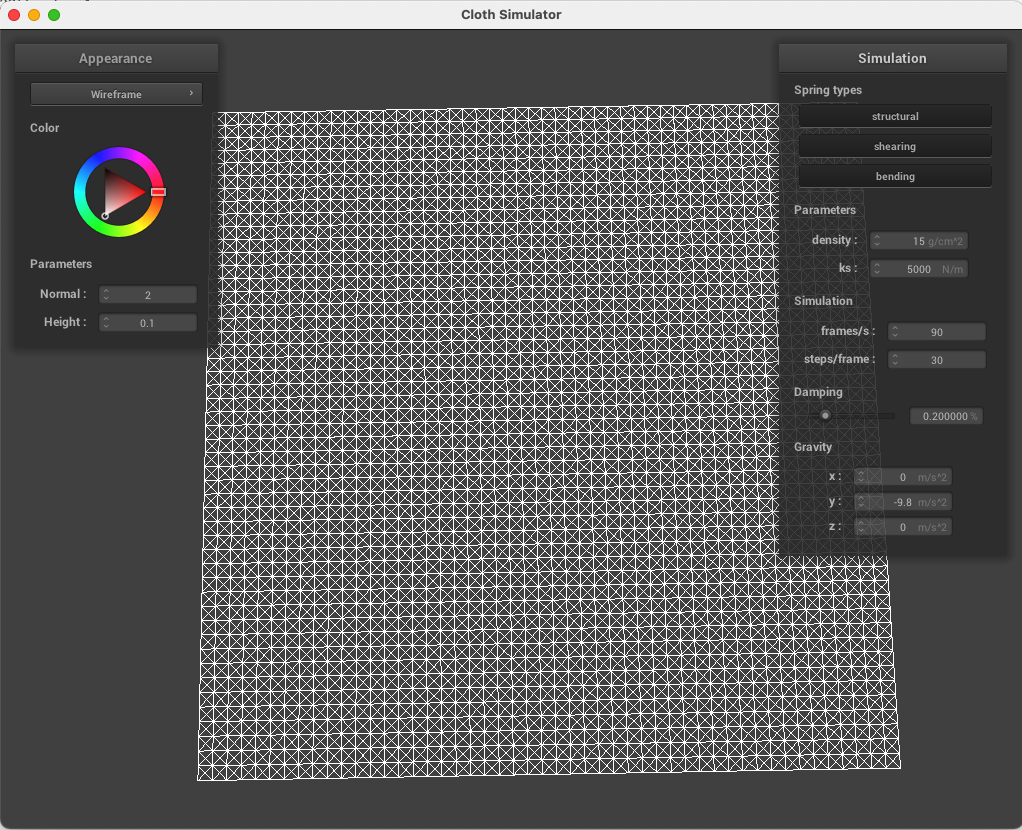 Cloth Simulator
Appearance
Wireframe
Color
Parameters
Normal : 2
Height : 0.1
Simulation
Spring types
structural
shearing
bending
Parameters
density : 15 g/cm^2
ks : 5000 N/m
Simulation
frames/s : 90
steps/frame : 30
Damping
0.200000 %
Gravity
x : 0 m/s^2
y : -9.8 m/s^2
z : 0 m/s^2